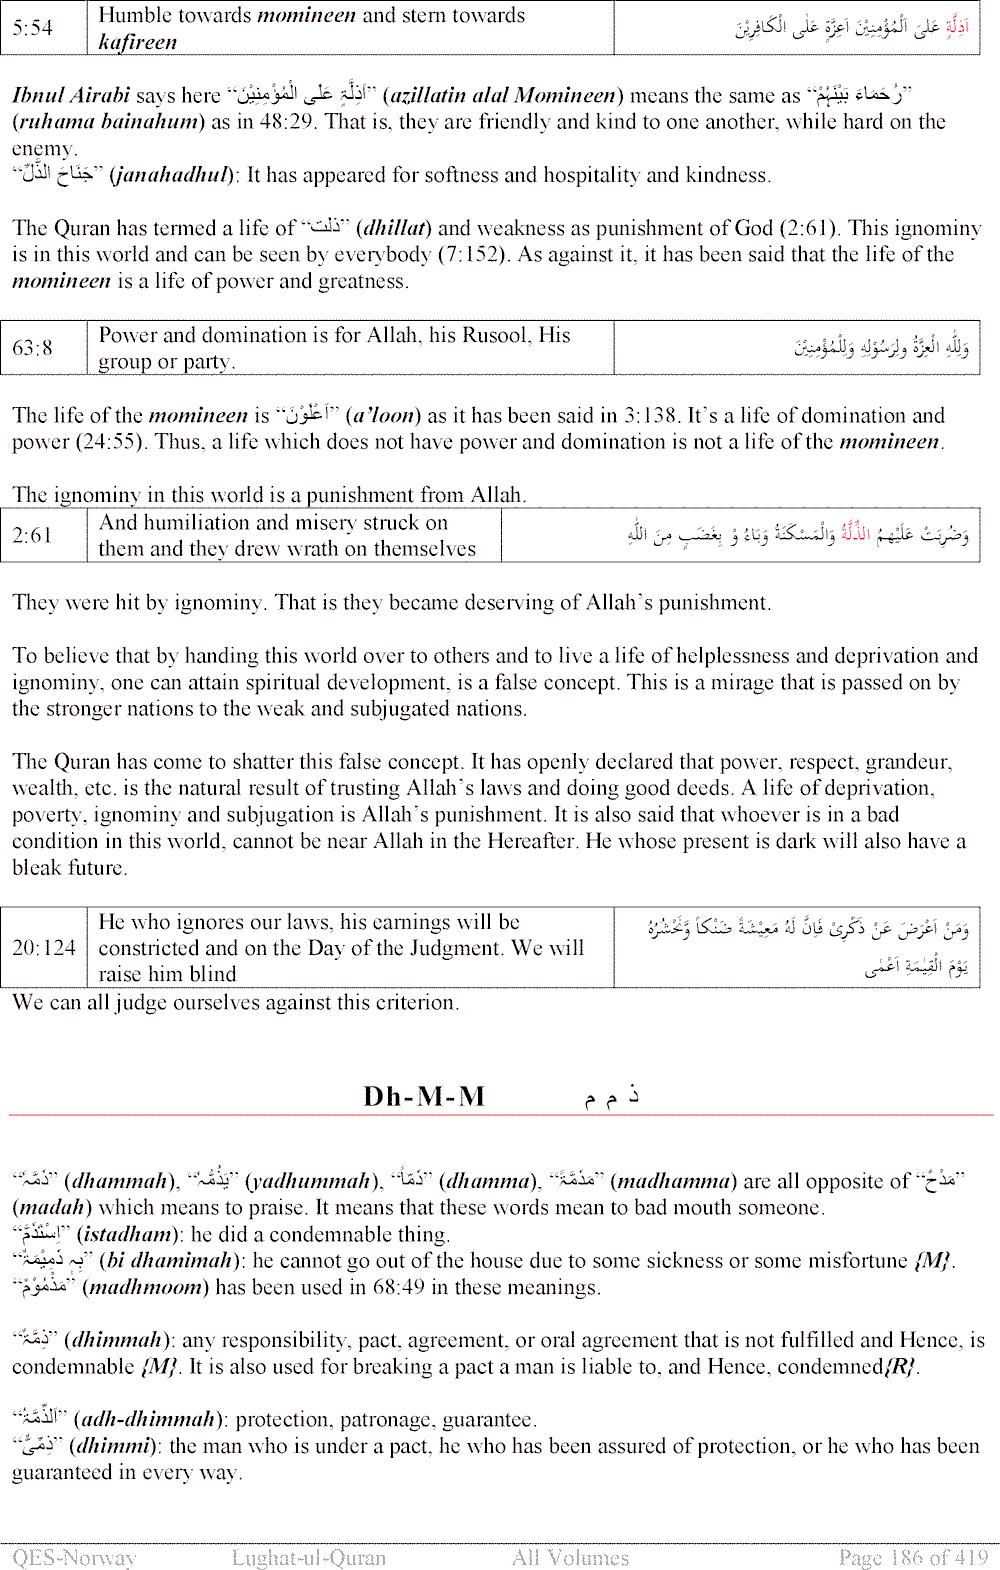 5:54 Humble towards momineen and stern towards اَذِلَّةٍ عَلىَ اَلْمُؤْمِنِيْنَ اَعِزَّةٍ عَلٰى الْكَافِرِيْنَ
kafireen
Ibnul Airabi says here “اَذِلَّۃٍ عَلَى الْمُؤْمِنِيْنَ” (azillatin alal Momineen) means the same as “رُحَمَاءَ بَيْنَہُمْ”
(ruhama bainahum) as in 48:29. That is, they are friendly and kind to one another, while hard on the
enemy.
“جَنَاحَ الذُّلِّ” (janahadhul): It has appeared for softness and hospitality and kindness.
The Quran has termed a life of “ذلت” (dhillat) and weakness as punishment of God (2:61). This ignominy
is in this world and can be seen by everybody (7:152). As against it, it has been said that the life of the
momineen is a life of power and greatness.
63:8 Power and domination is for Allah, his Rusool, His وَلِلّٰهِ الْعِزَّةُ ولِرَسُوْلِهِ وَلِلْمُؤْمِنِيْنَ
group or party.
The life of the momineen is “اَعْلَوْنَ” (a’loon) as it has been said in 3:138. It’s a life of domination and
power (24:55). Thus, a life which does not have power and domination is not a life of the momineen.
The ignominy in this world is a punishment from Allah.
2:61 And humiliation and misery struck on وَضُرِبَتْ عَلَيْهِمُ الذِّلَّةُ وَالْمَسْكَنَةُ وَبَاءُ وْ بِغَضَبٍ مِنَ اللّٰهِ
them and they drew wrath on themselves
They were hit by ignominy. That is they became deserving of Allah’s punishment.
To believe that by handing this world over to others and to live a life of helplessness and deprivation and
ignominy, one can attain spiritual development, is a false concept. This is a mirage that is passed on by
the stronger nations to the weak and subjugated nations.
The Quran has come to shatter this false concept. It has openly declared that power, respect, grandeur,
wealth, etc. is the natural result of trusting Allah’s laws and doing good deeds. A life of deprivation,
poverty, ignominy and subjugation is Allah’s punishment. It is also said that whoever is in a bad
condition in this world, cannot be near Allah in the Hereafter. He whose present is dark will also have a
bleak future.
He who ignores our laws, his earnings will be وَمَنْ اَعْرَضَ عَنْ ذَكْرِىْ فَاِنَّ لَهُ مَعِيْشَةً ضَنْكاً وَّنَحْشُرُهُ
20:124 constricted and on the Day of the Judgment. We will
raise him blind يَوْمَ الْقِيٰمَةِ اَعْمٰى
We can all judge ourselves against this criterion.
Dh-M-M ذ م م
“ذَمَّہٗ” (dhammah), “يَذُمُّہٗ” (yadhummah), “ذَمّاً” (dhamma), “مَذَمَّۃً” (madhamma) are all opposite of “مَدْحٌ”
(madah) which means to praise. It means that these words mean to bad mouth someone.
“اِسْتَذَمَّ” (istadham): he did a condemnable thing.
“بِہٖ ذَمِيْمَۃٌ” (bi dhamimah): he cannot go out of the house due to some sickness or some misfortune {M}.
“مَذْمُوْمٌ” (madhmoom) has been used in 68:49 in these meanings.
“ذِمَّۃٌ” (dhimmah): any responsibility, pact, agreement, or oral agreement that is not fulfilled and Hence, is
condemnable {M}. It is also used for breaking a pact a man is liable to, and Hence, condemned{R}.
“اَلذِّمَّۃُ” (adh-dhimmah): protection, patronage, guarantee.
“ذِمِّیٌّ” (dhimmi): the man who is under a pact, he who has been assured of protection, or he who has been
guaranteed in every way.
QES-Norway Lughat-ul-Quran All Volumes Page 186 of 419